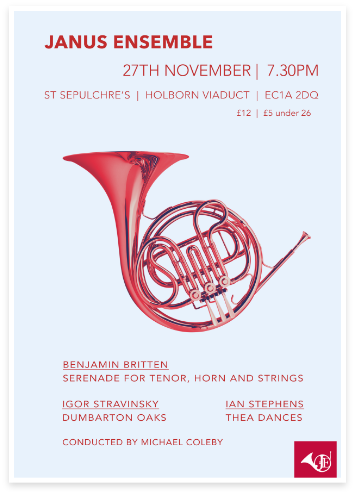 JANUS ENSEMBLE
27TH NOVEMBER | 7.30PM
ST SEPULCHRE'S | HOLBORN VIADUCT | EC1A 2DQ
£12 | £5 under 26
BENJAMIN BRITTEN
SERENADE FOR TENOR, HORN AND STRINGS
IGOR STRAVINSKY
DUMBARTON OAKS
IAN STEPHENS
THEA DANCES
CONDUCTED BY MICHAEL COLEBY
JE